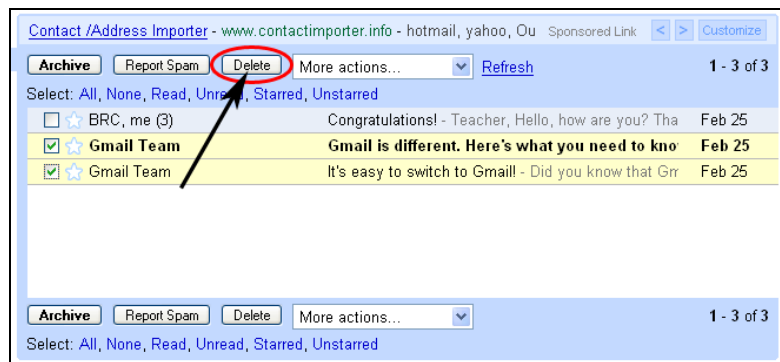 Contact /Address Importer - www.contactimporter.info - hotmail, yahoo, Ou Sponsored Link < > Customize
Archive Report Spam Delete More actions... Refresh 1 - 3 of 3
Select: All, None, Read, Unread, Starred, Unstarred
BRC, me (3) Congratulations! - Teacher, Hello, how are you? Tha Feb 25
Gmail Team Gmail is different. Here's what you need to kno Feb 25
Gmail Team It's easy to switch to Gmail! - Did you know that Gm Feb 25
Archive Report Spam Delete More actions... 1 - 3 of 3
Select: All, None, Read, Unread, Starred, Unstarred